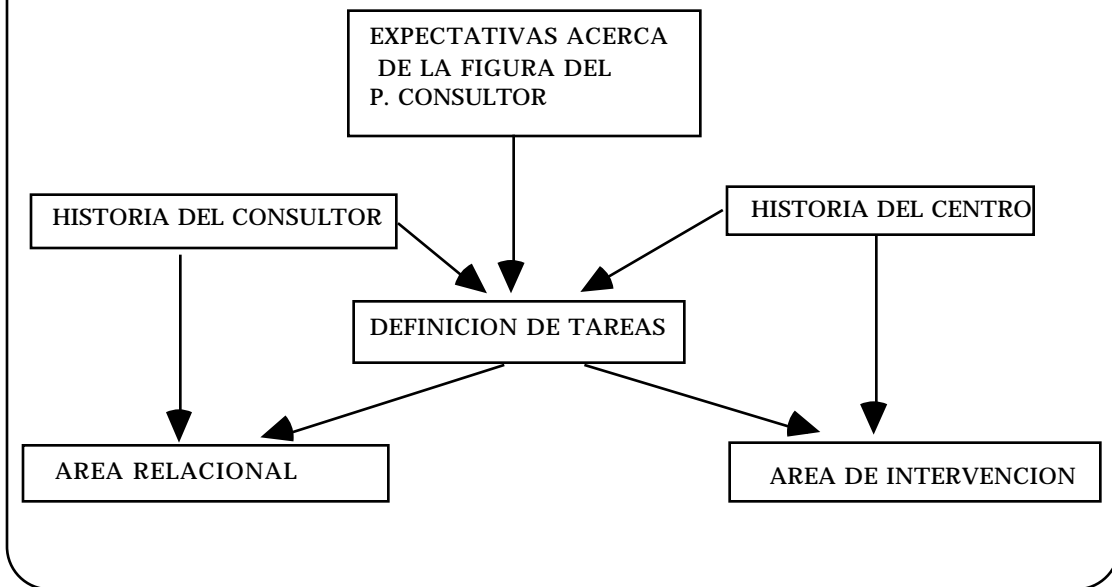 EXPECTATIVAS ACERCA
DE LA FIGURA DEL
P. CONSULTOR
HISTORIA DEL CONSULTOR
HISTORIA DEL CENTRO
DEFINICION DE TAREAS
AREA RELACIONAL
AREA DE INTERVENCION